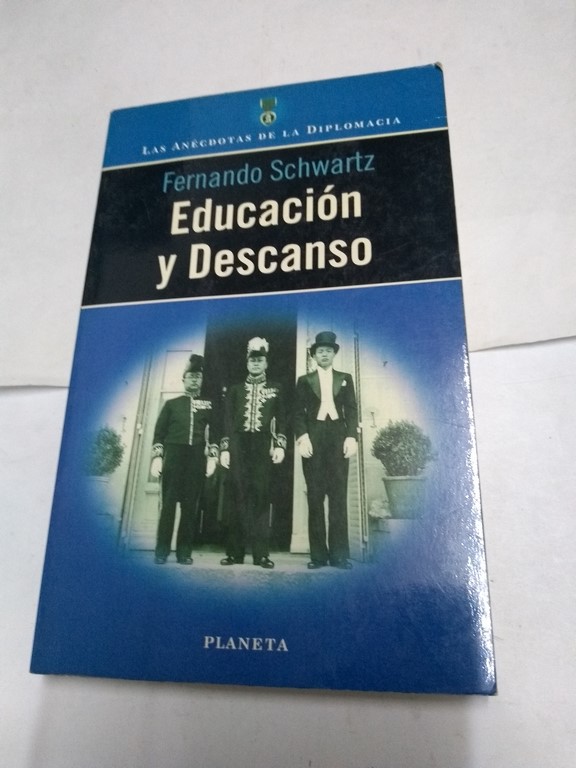 Las Anécdotas de la Diplomacia
Fernando Schwartz
Educación
y Descanso
PLANETA